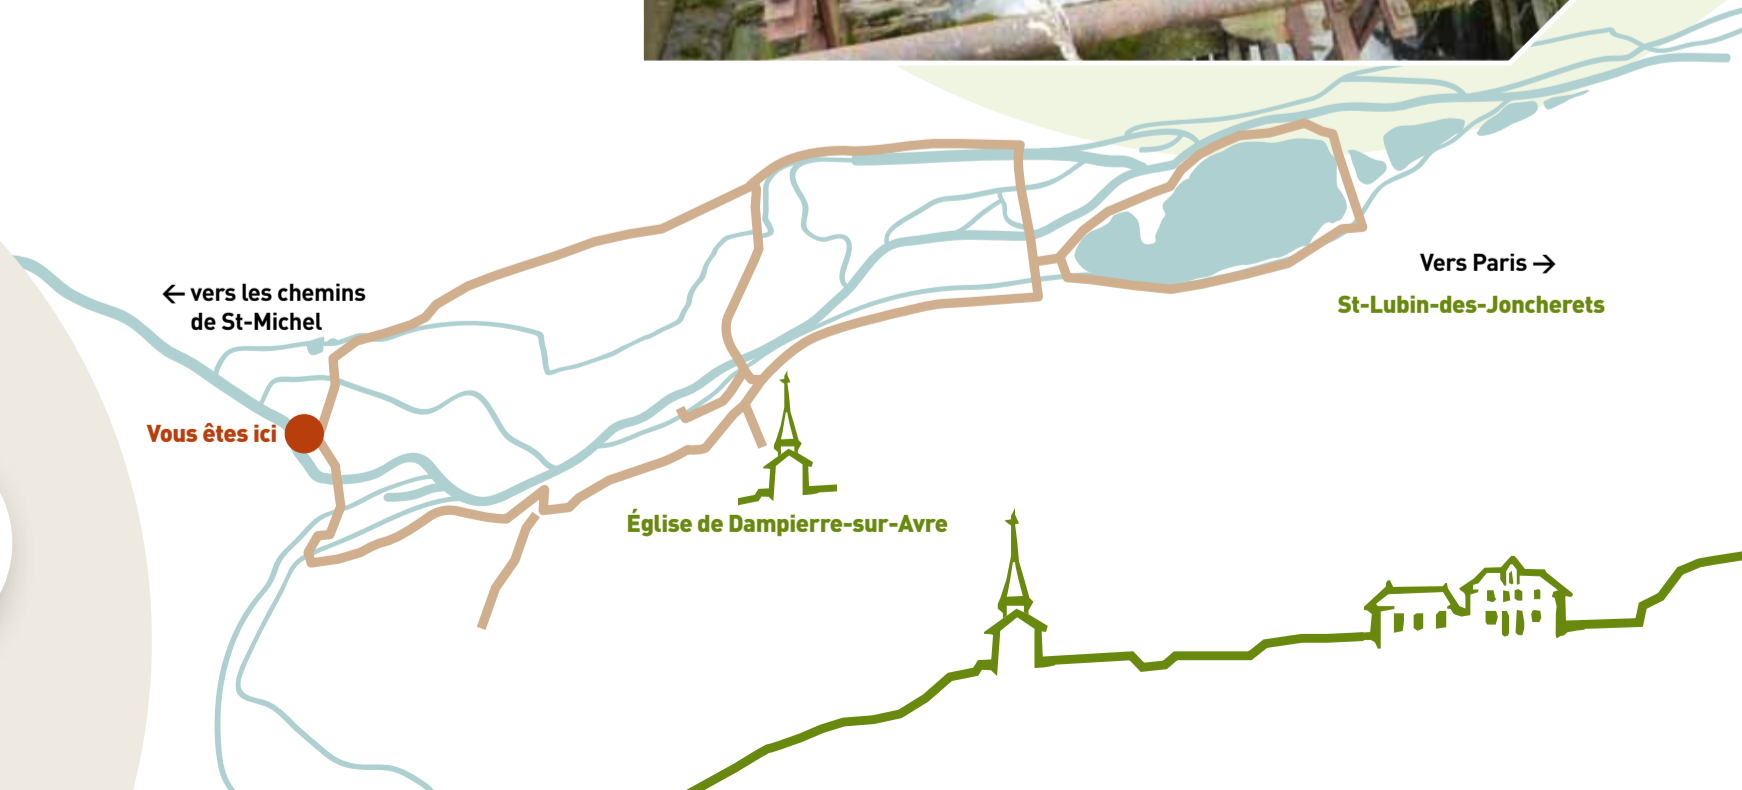 ← vers les chemins
de St-Michel
Vous êtes ici
Vers Paris →
St-Lubin-des-Joncherets
Église de Dampierre-sur-Avre